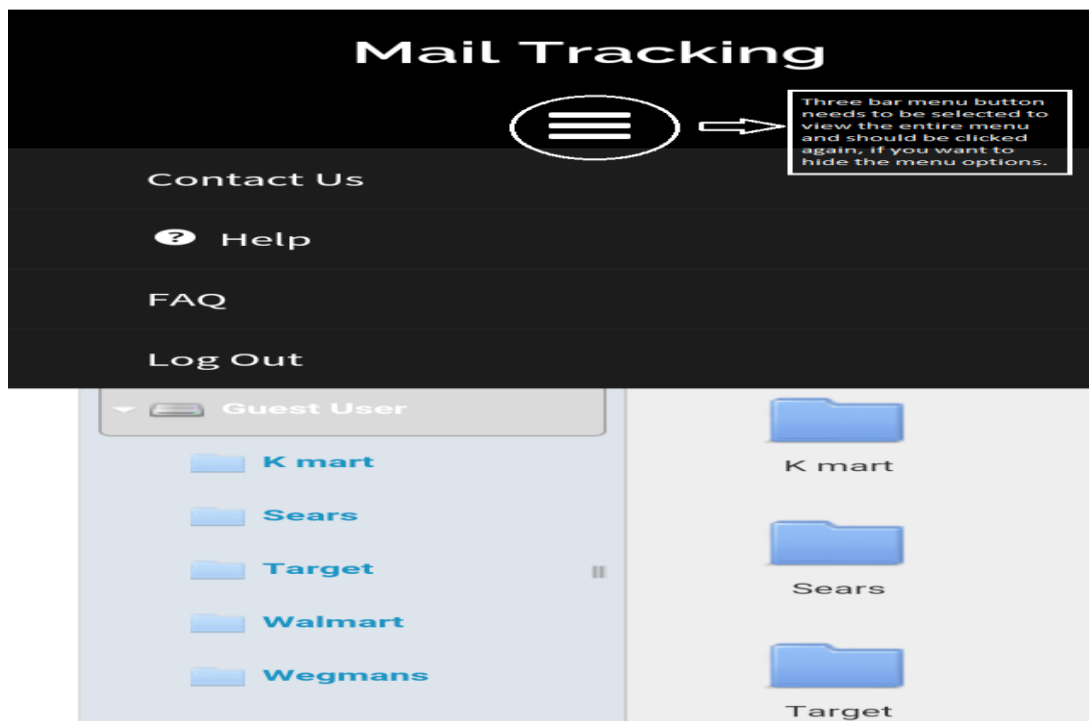 Mail Tracking
Three bar menu button
needs to be selected to
view the entire menu
and should be clicked
again, if you want to
hide the menu options.
Contact Us
? Help
FAQ
Log Out
Guest User
K mart
Sears
Target
Walmart
Wegmans
K mart
Sears
Target